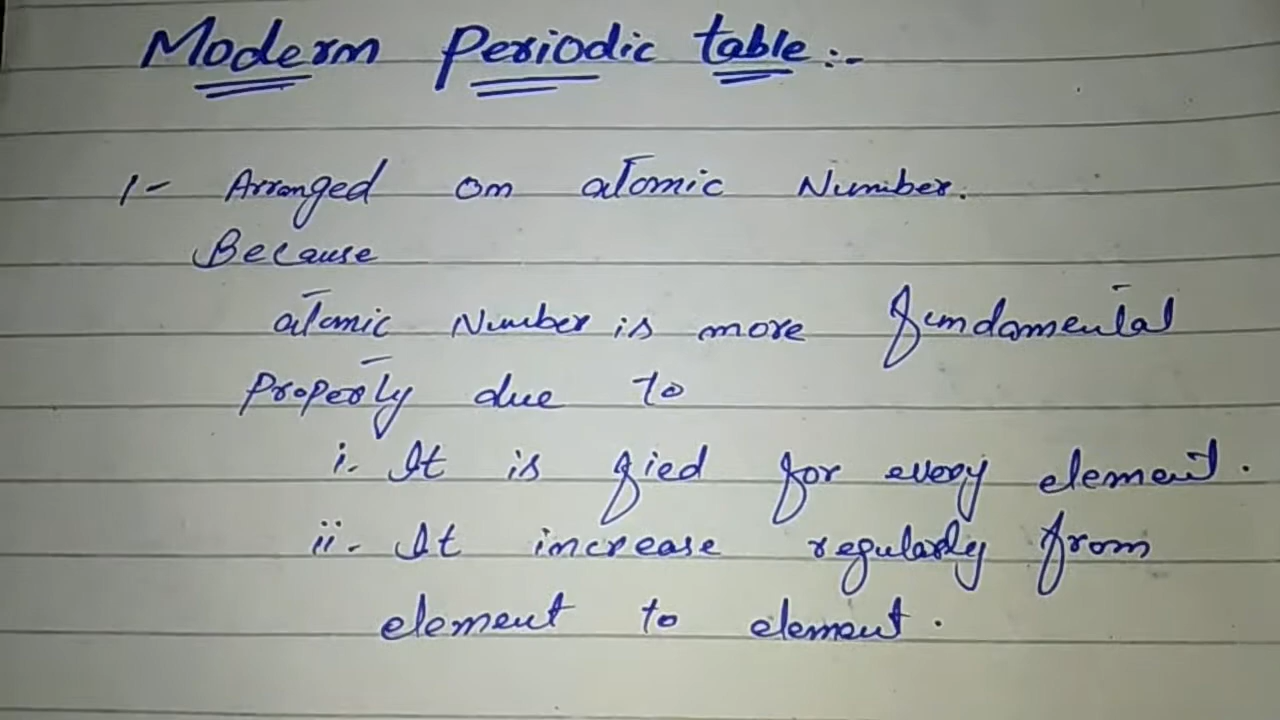 Modern Periodic table :-
1- Arranged on atomic Number.
Because
atomic Number is more fundamental
Property due to
i. It is fied for every element.
ii. It increase regularly from
element to element.